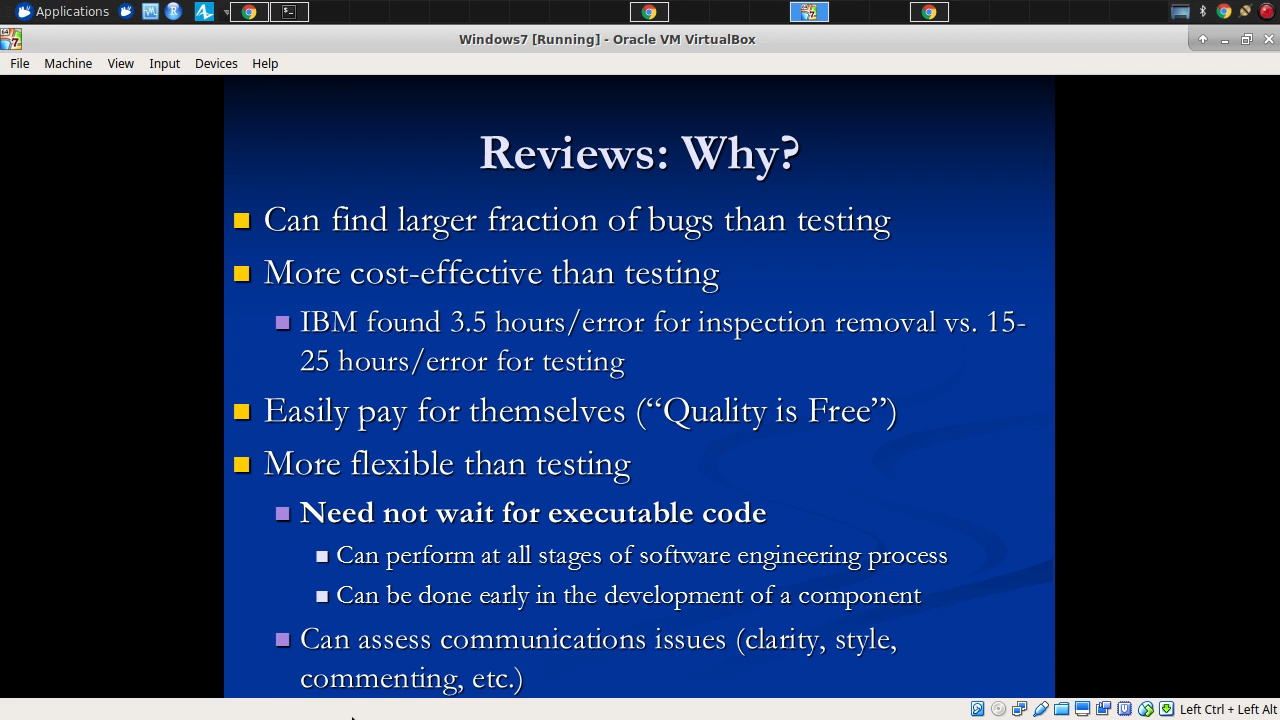 Applications
Windows7 [Running] - Oracle VM VirtualBox
File Machine View Input Devices Help
Reviews: Why?
Can find larger fraction of bugs than testing
More cost-effective than testing
IBM found 3.5 hours/error for inspection removal vs. 15-
25 hours/error for testing
Easily pay for themselves (“Quality is Free”)
More flexible than testing
Need not wait for executable code
Can perform at all stages of software engineering process
Can be done early in the development of a component
Can assess communications issues (clarity, style,
commenting, etc.)
Left Ctrl + Left Alt